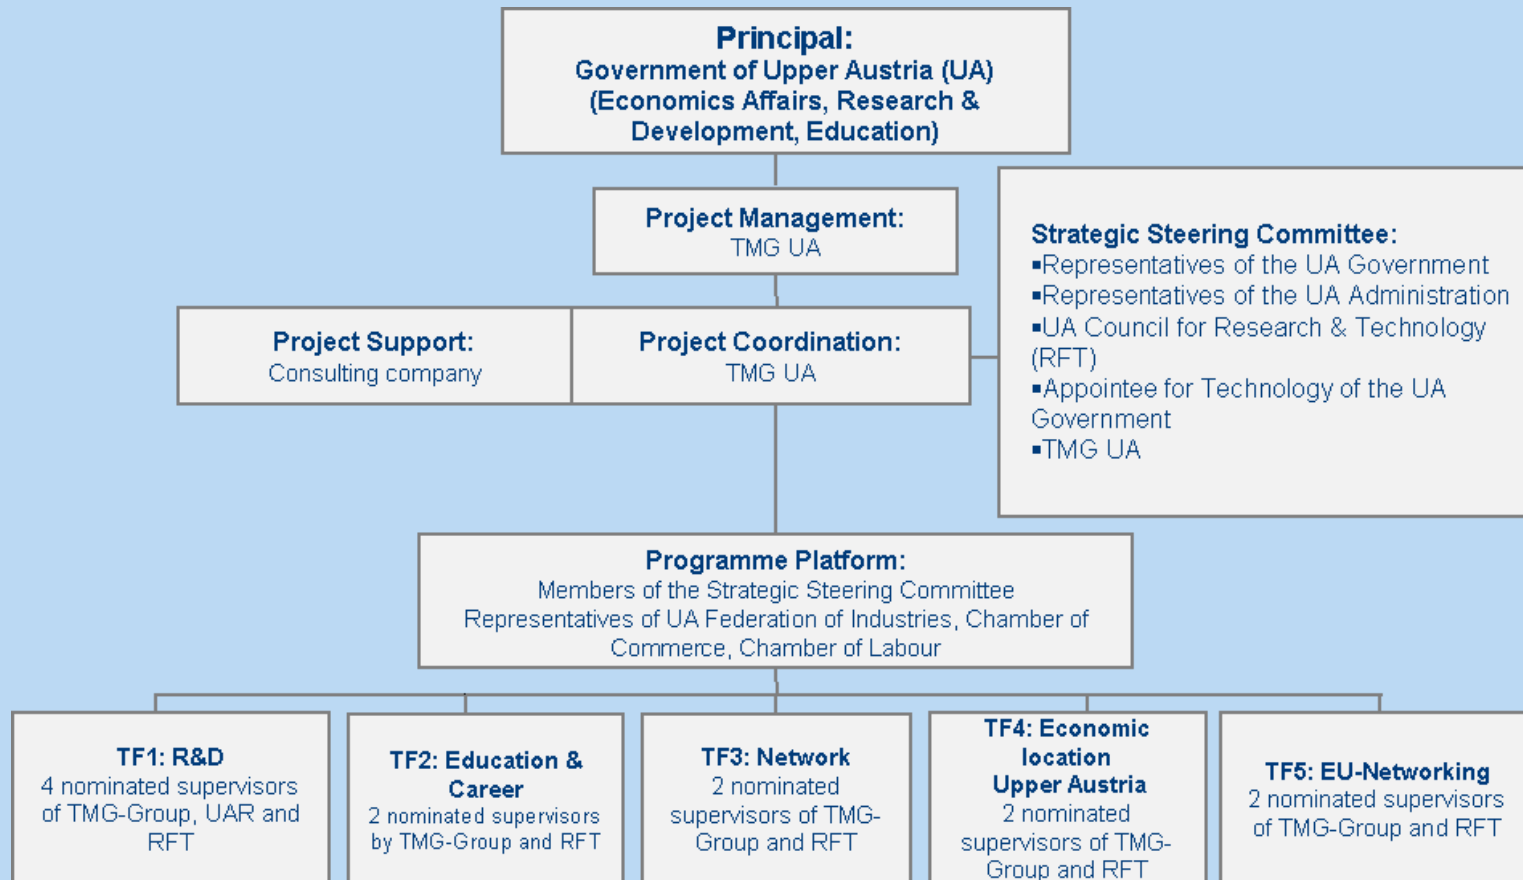 Principal:
Government of Upper Austria (UA)
(Economics Affairs, Research &
Development, Education)
Project Management:
TMG UA
Strategic Steering Committee:
▪Representatives of the UA Government
▪Representatives of the UA Administration
▪UA Council for Research & Technology
(RFT)
▪Appointee for Technology of the UA
Government
▪TMG UA
Project Support:
Consulting company
Project Coordination:
TMG UA
Programme Platform:
Members of the Strategic Steering Committee
Representatives of UA Federation of Industries, Chamber of
Commerce, Chamber of Labour
TF1: R&D
4 nominated supervisors
of TMG-Group, UAR and
RFT
TF2: Education &
Career
2 nominated supervisors
by TMG-Group and RFT
TF3: Network
2 nominated
supervisors of TMG-
Group and RFT
TF4: Economic
location
Upper Austria
2 nominated
supervisors of TMG-
Group and RFT
TF5: EU-Networking
2 nominated supervisors
of TMG-Group and RFT